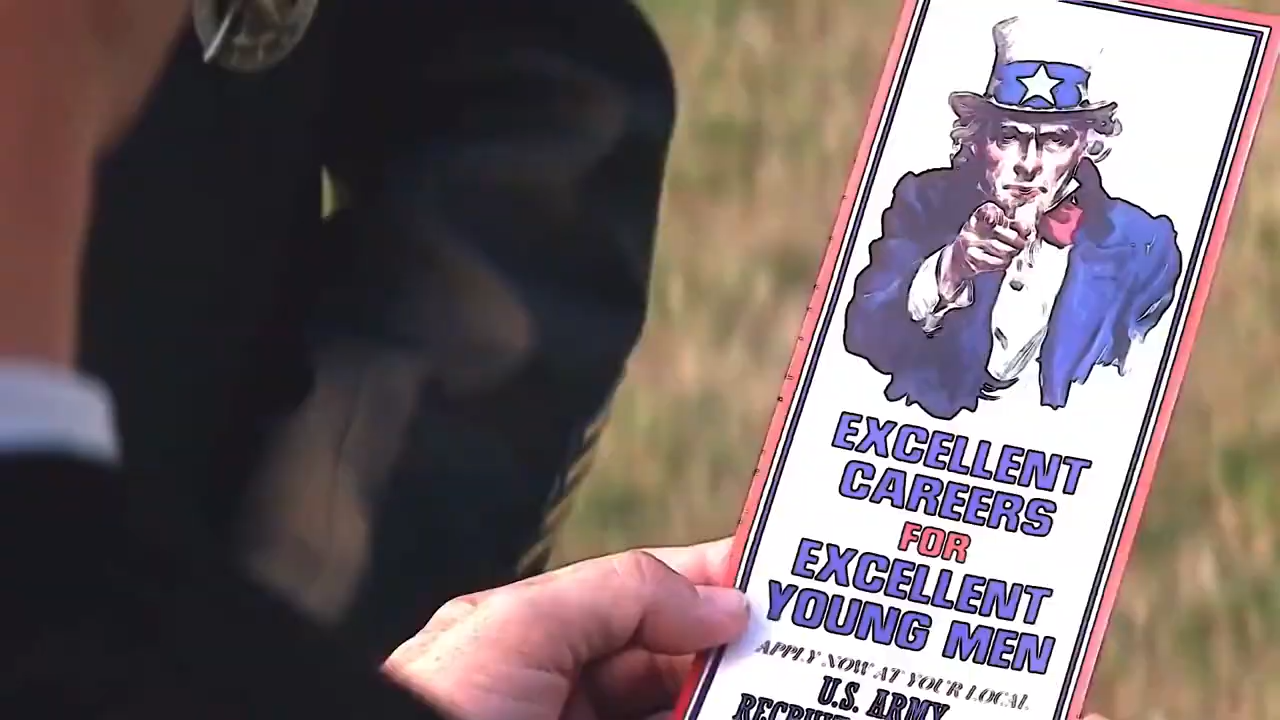 EXCELLENT
CAREERS
FOR
EXCELLENT
YOUNG MEN
APPLY NOW AT YOUR LOCAL
U.S. ARMY